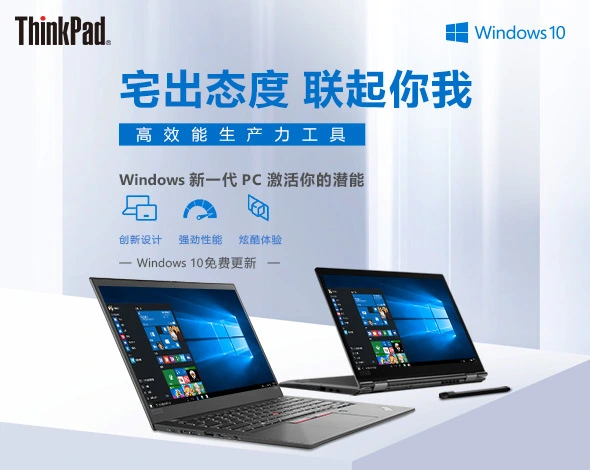 ThinkPad®
Windows 10
宅出态度 联起你我
高效能生产力工具
Windows 新一代 PC 激活你的潜能
创新设计 强劲性能 炫酷体验
— Windows 10免费更新 —